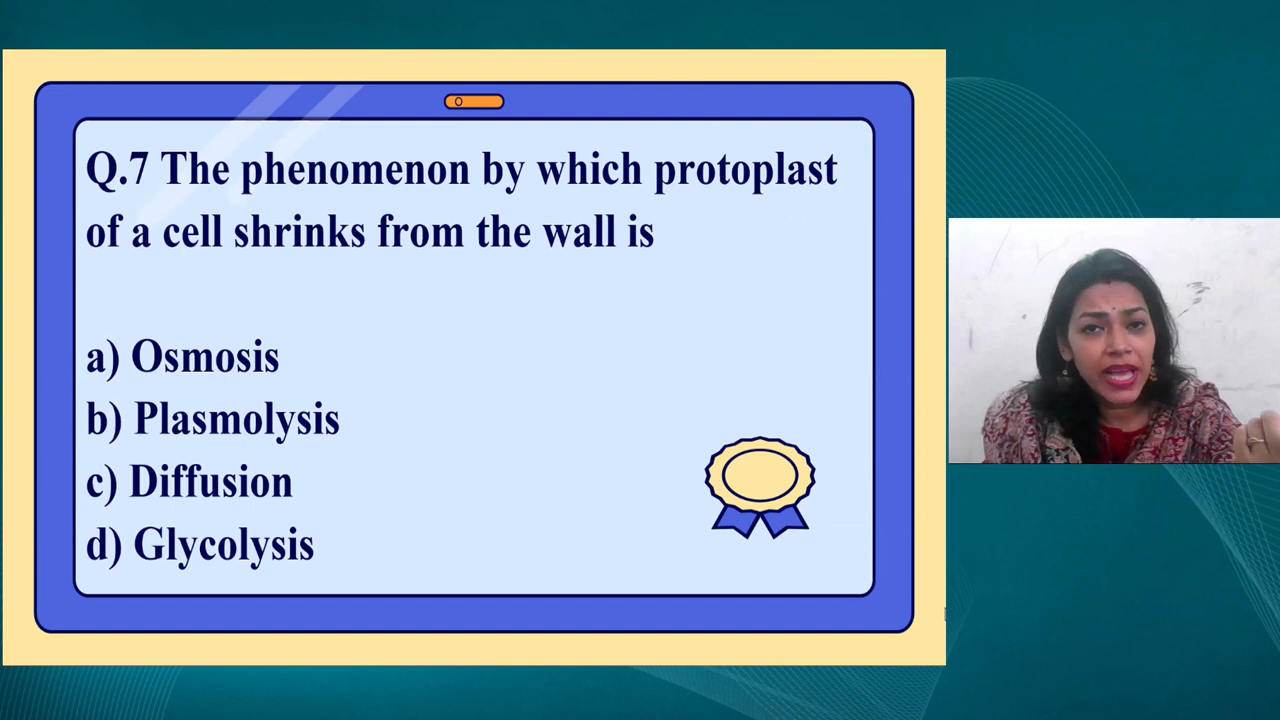 Q.7 The phenomenon by which protoplast
of a cell shrinks from the wall is
a) Osmosis
b) Plasmolysis
c) Diffusion
d) Glycolysis